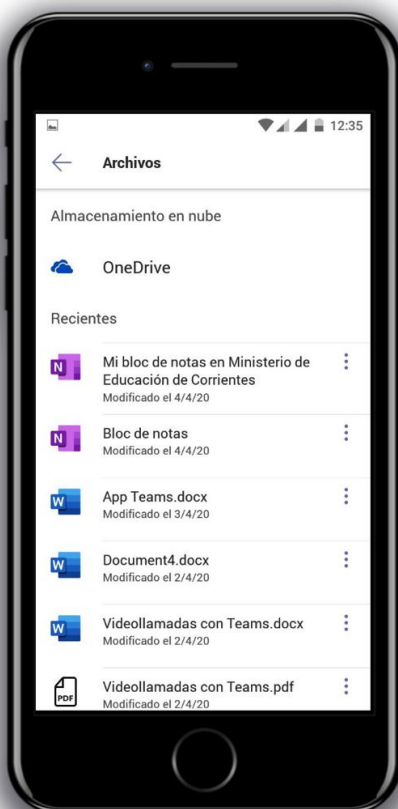 12:35
Archivos
Almacenamiento en nube
OneDrive
Recientes
N
Mi bloc de notas en Ministerio de
Educación de Corrientes
Modificado el 4/4/20
N
Bloc de notas
Modificado el 4/4/20
W
App Teams.docx
Modificado el 3/4/20
W
Document4.docx
Modificado el 2/4/20
W
Videollamadas con Teams.docx
Modificado el 2/4/20
PDF
Videollamadas con Teams.pdf
Modificado el 2/4/20